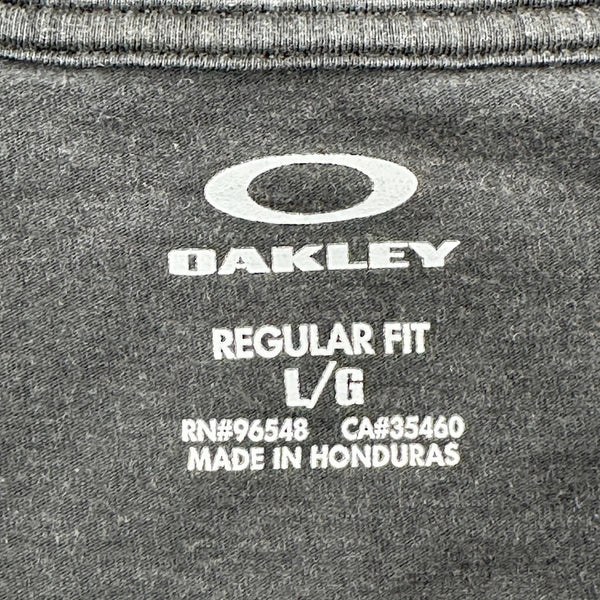 OAKLEY
REGULAR FIT
L/G
RN#96548 CA#35460
MADE IN HONDURAS